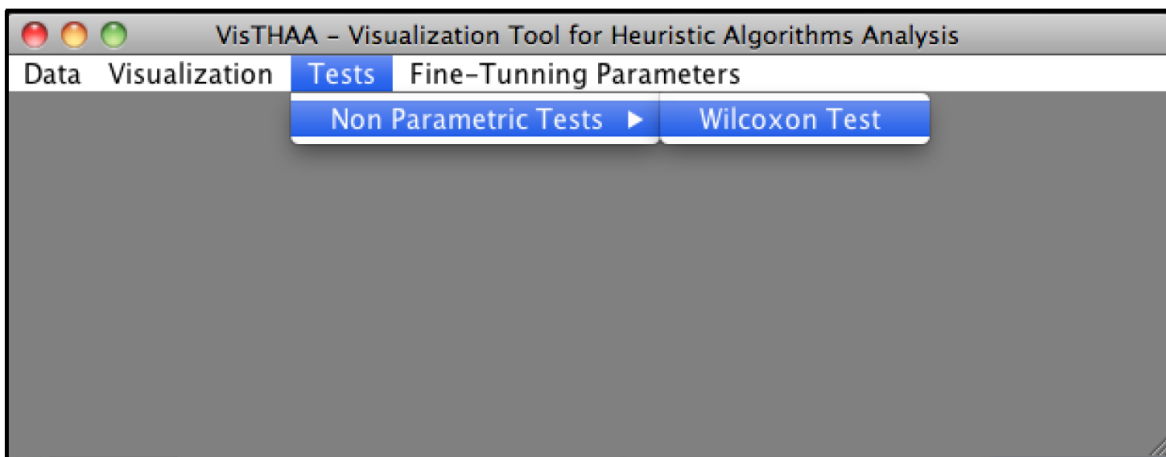 VisTHAA – Visualization Tool for Heuristic Algorithms Analysis
Data Visualization Tests Fine-Tunning Parameters
Non Parametric Tests Wilcoxon Test